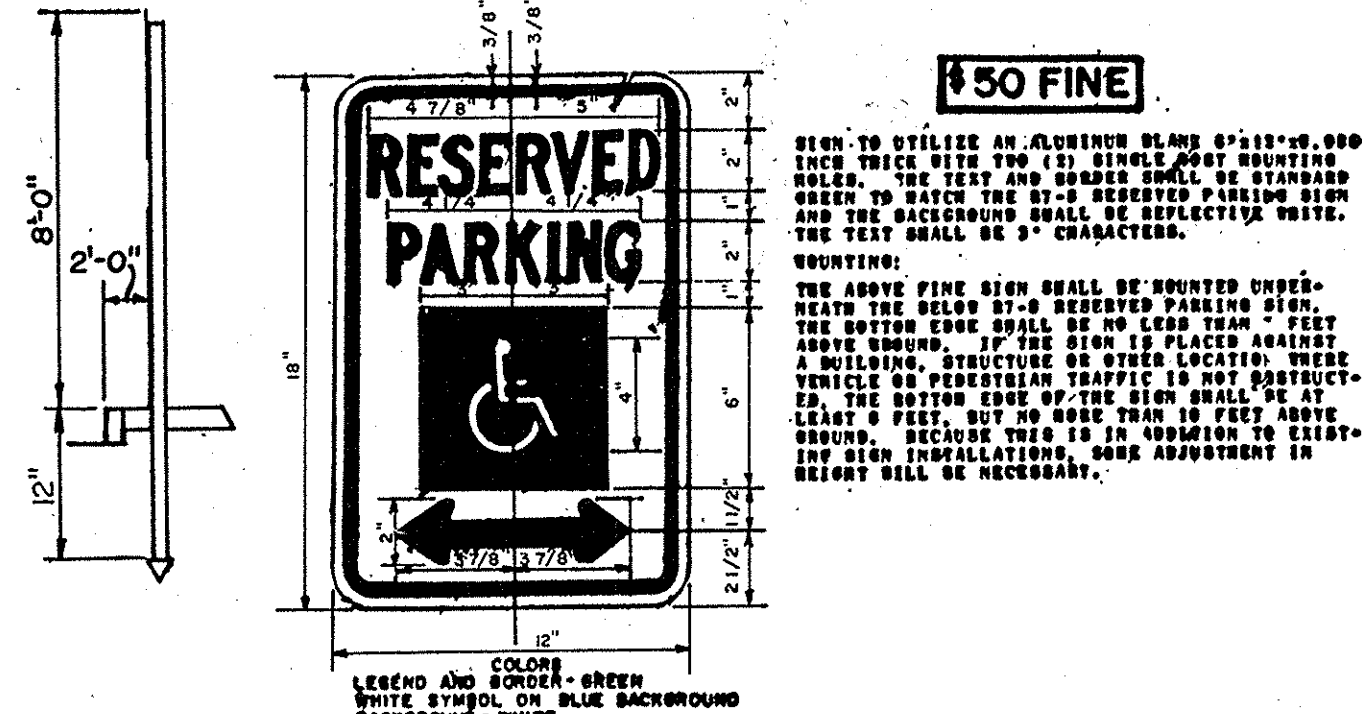 8'-0"
2'-0"
12"
3/8"
3/8"
4 7/8" 5"
RESERVED
4 1/4" 4 1/4"
PARKING
3" 3"
18"
2"
2"
1"
2"
1"
6"
4"
1 1/2"
2 1/2"
2"
3 7/8" 3 7/8"
12"
COLORS
LEGEND AND BORDER-GREEN
WHITE SYMBOL ON BLUE BACKGROUND
BACKGROUND-WHITE
$50 FINE
SIGN TO UTILIZE AN ALUMINUM BLANK
INCH THICK WITH TWO (2) SINGLE POST MOUNTING
HOLES. THE TEXT AND BORDER SHALL BE STANDARD
GREEN TO MATCH THE R7-8 RESERVED PARKING SIGN
AND THE BACKGROUND SHALL BE REFLECTIVE WHITE.
THE TEXT SHALL BE 3" CHARACTERS.
MOUNTING:
THE ABOVE FINE SIGN SHALL BE MOUNTED UNDER-
NEATH THE BELOW R7-8 RESERVED PARKING SIGN.
THE BOTTOM EDGE SHALL BE NO LESS THAN FEET
ABOVE GROUND. IF THE SIGN IS PLACED AGAINST
A BUILDING, STRUCTURE OR OTHER LOCATION WHERE
VEHICLE OR PEDESTRIAN TRAFFIC IS NOT OBSTRUCT-
ED, THE BOTTOM EDGE OF THE SIGN SHALL BE AT
LEAST FEET, BUT NO MORE THAN 10 FEET ABOVE
GROUND. BECAUSE THIS IS IN ADDITION TO EXIST-
ING SIGN INSTALLATIONS, SOME ADJUSTMENT IN
HEIGHT WILL BE NECESSARY.